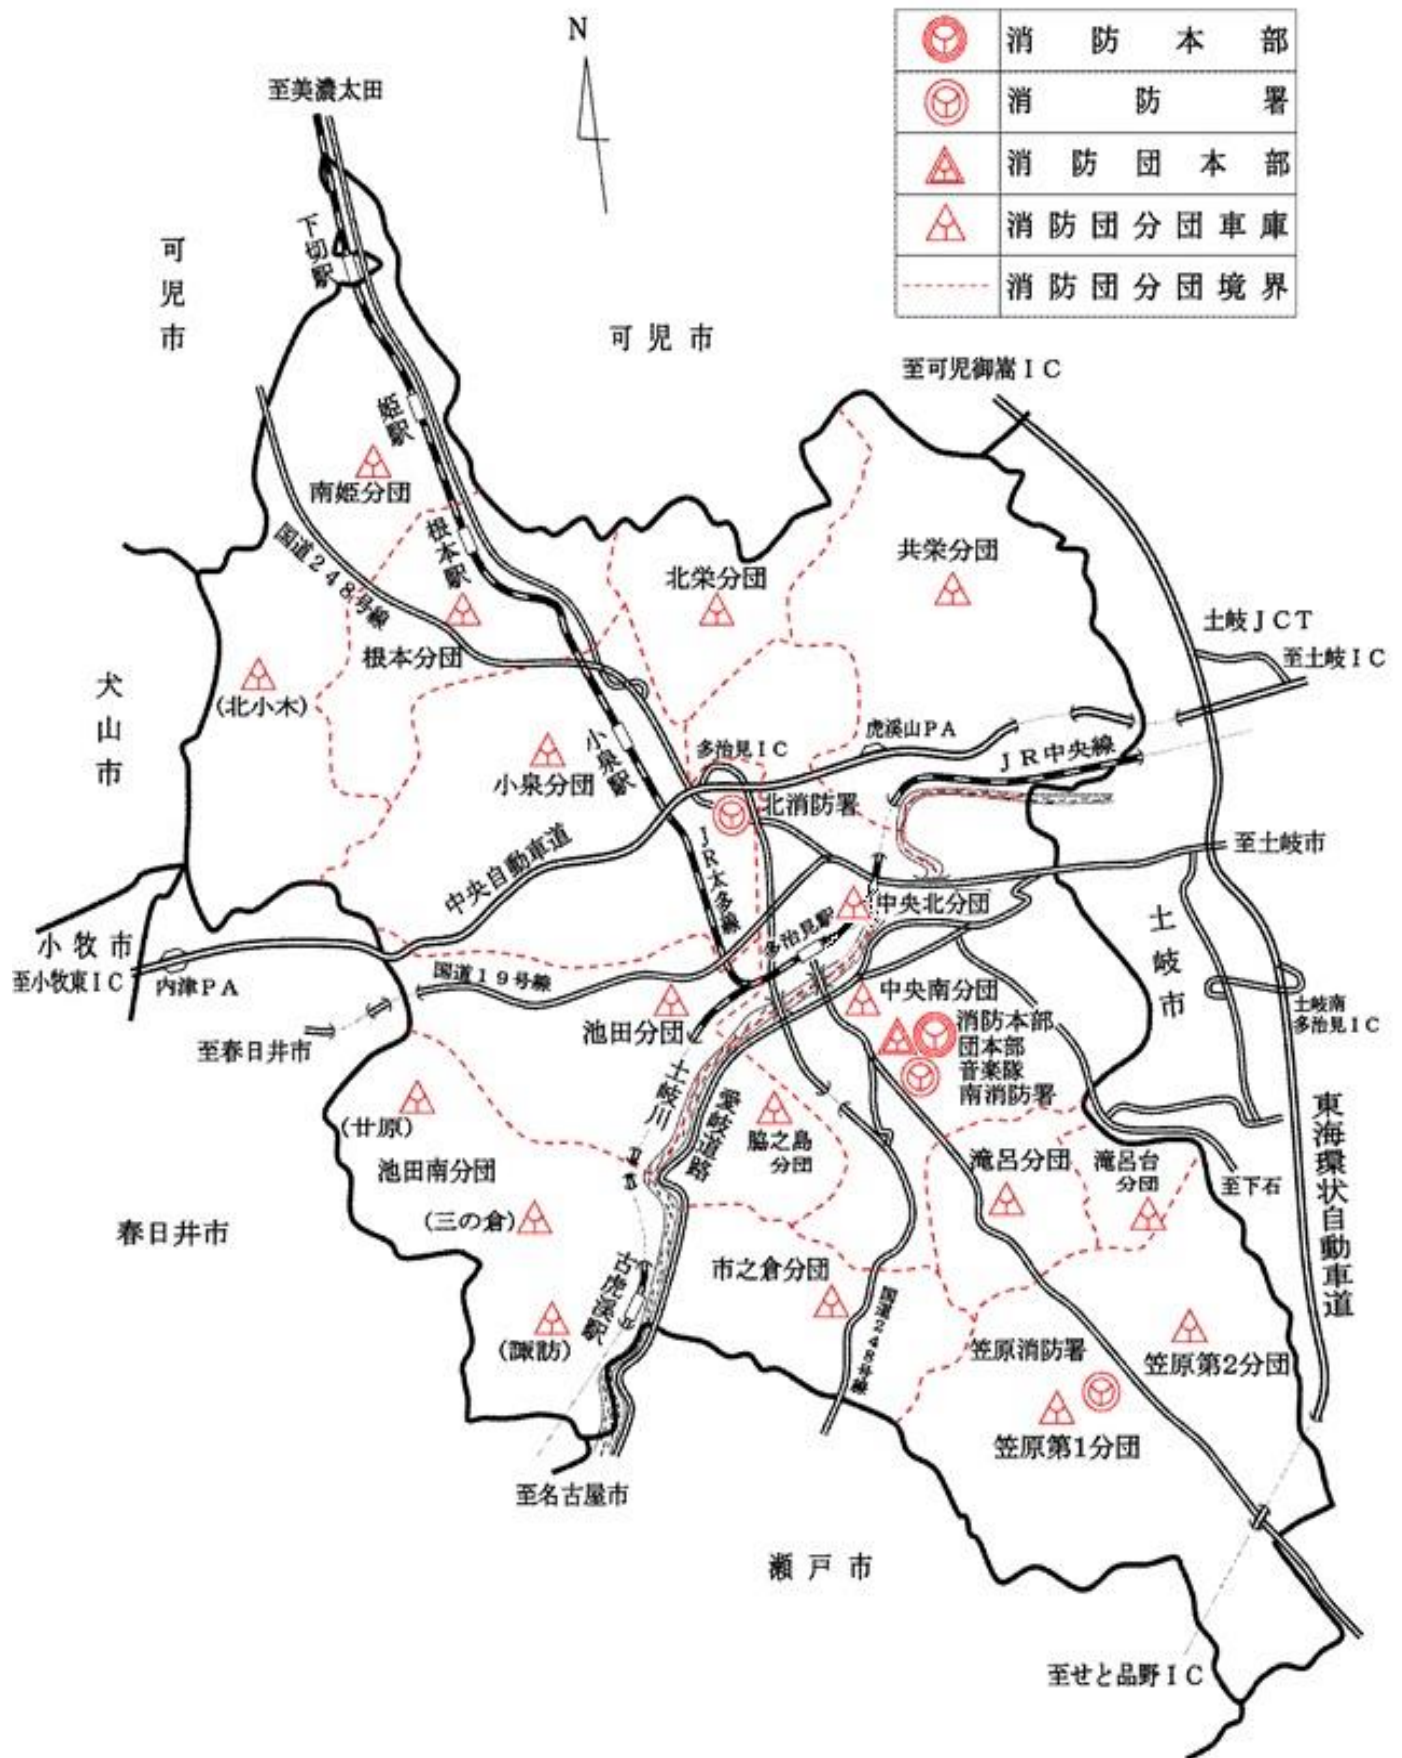 N
消防本部
消防署
消防団本部
消防団分団車庫
消防団分団境界
至美濃太田
下切駅
可児市
可児市
至可児御嵩IC
姫駅
南姫分団
国道248号線
根本駅
根本分団
北栄分団
共栄分団
土岐JCT
至土岐IC
犬山市
(北小木)
小泉駅
小泉分団
多治見IC
虎渓山PA
JR中央線
北消防署
JR太多線
中央自動車道
至土岐市
小牧市
至小牧東IC
内津PA
国道19号線
多治見駅
中央北分団
土岐市
至春日井市
池田分団
中央南分団
消防本部
団本部
音楽隊
南消防署
土岐南
多治見IC
土岐川
愛岐道路
(廿原)
池田南分団
(三の倉)
脇之島
分団
滝呂分団
滝呂台
分団
至下石
東海環状自動車道
春日井市
古虎渓駅
市之倉分団
国道248号線
(諏訪)
笠原消防署
笠原第2分団
笠原第1分団
至名古屋市
瀬戸市
至せと品野IC